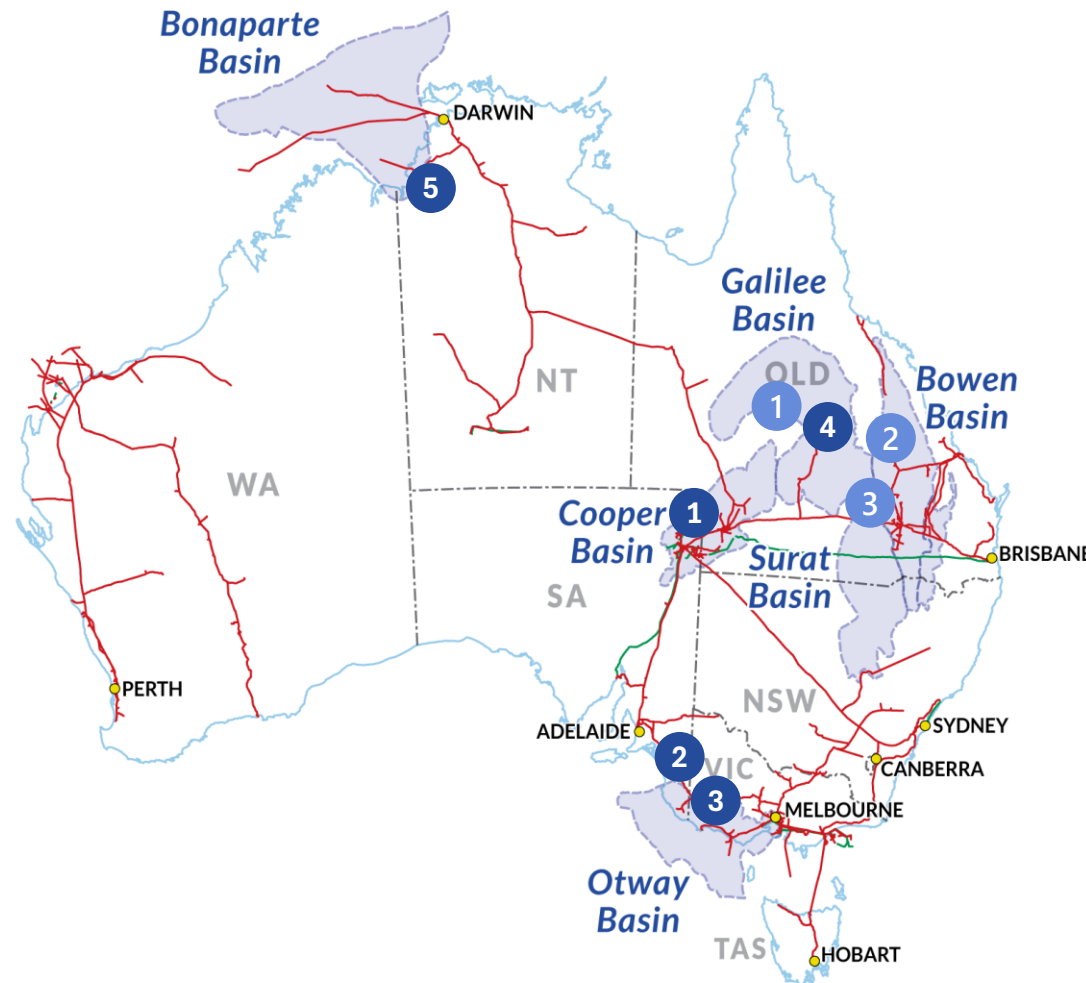 Bonaparte
Basin
DARWIN
5
Galilee
Basin
NT
QLD
Bowen
Basin
1
4
2
WA
3
Cooper
Basin
1
Surat
Basin
BRISBANE
SA
PERTH
NSW
ADELAIDE
SYDNEY
2
VIC
CANBERRA
3
MELBOURNE
Otway
Basin
TAS
HOBART